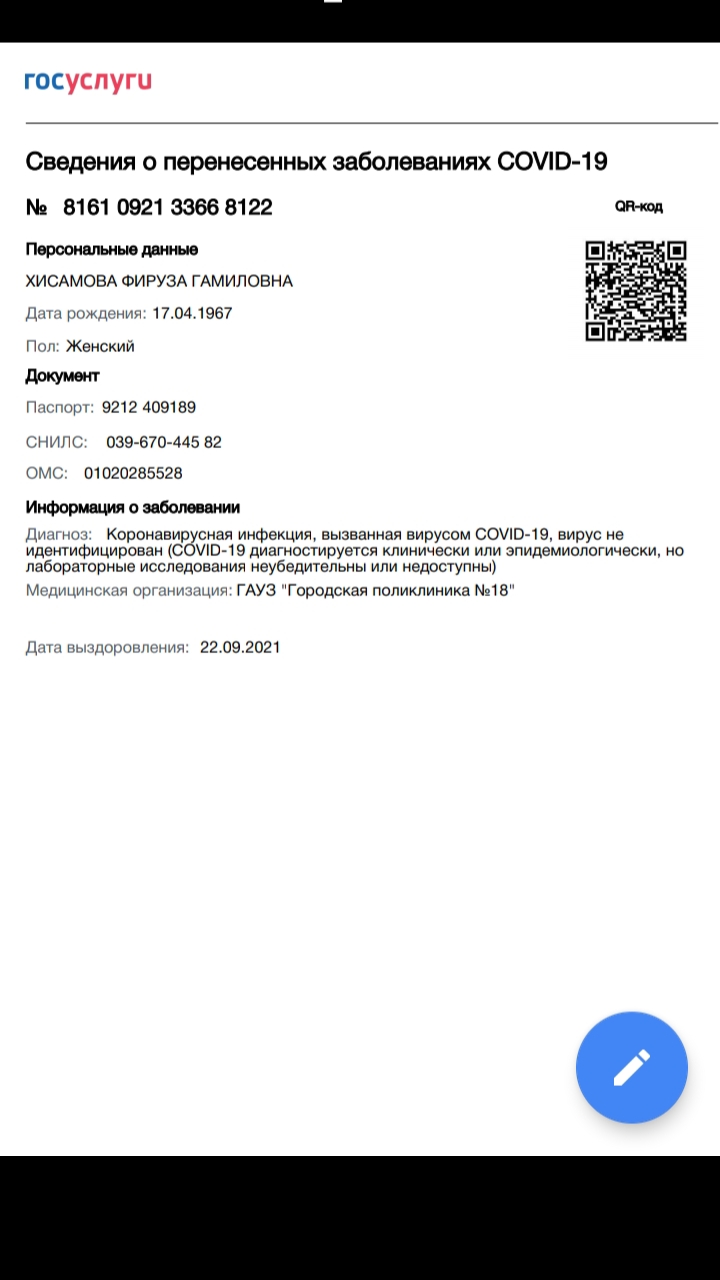 госуслуги
Сведения о перенесенных заболеваниях COVID-19
№ 8161 0921 3366 8122
QR-код
Персональные данные
ХИСАМОВА ФИРУЗА ГАМИЛОВНА
Дата рождения: 17.04.1967
Пол: Женский
Документ
Паспорт: 9212 409189
СНИЛС: 039-670-445 82
ОМС: 01020285528
Информация о заболевании
Диагноз: Коронавирусная инфекция, вызванная вирусом COVID-19, вирус не
идентифицирован (COVID-19 диагностируется клинически или эпидемиологически, но
лабораторные исследования неубедительны или недоступны)
Медицинская организация: ГАУЗ "Городская поликлиника №18"
Дата выздоровления: 22.09.2021